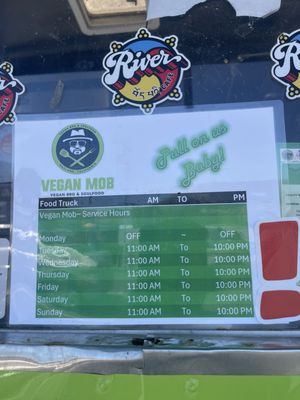 River
VEGAN MOB
VEGAN BBQ & SOULFOOD
Pull on us
Baby!
Food Truck AM TO PM
Vegan Mob– Service Hours
Monday OFF – OFF
Tuesday 11:00 AM To 10:00 PM
Wednesday 11:00 AM To 10:00 PM
Thursday 11:00 AM To 10:00 PM
Friday 11:00 AM To 10:00 PM
Saturday 11:00 AM To 10:00 PM
Sunday 11:00 AM To 10:00 PM